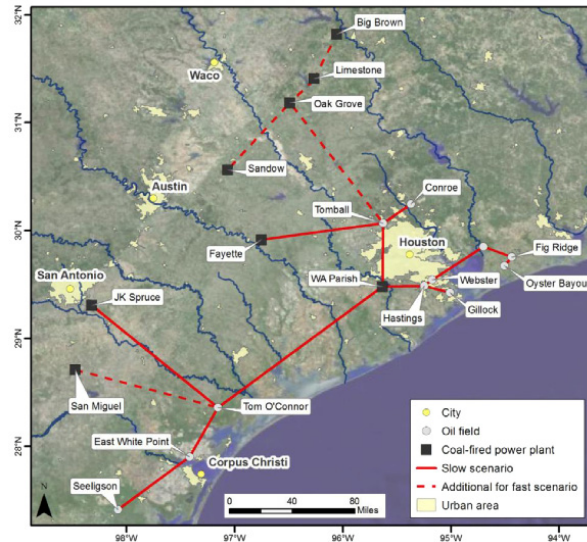 32°N
Big Brown
Waco
Limestone
Oak Grove
31°N
Sandow
Austin
Conroe
Tomball
30°N
Fayette
Houston
Fig Ridge
San Antonio
WA Parish
Webster
Oyster Bayou
JK Spruce
Hastings
Gillock
29°N
San Miguel
Tom O'Connor
East White Point
28°N
Corpus Christi
Seeligson
N
0 40 80
Miles
City
Oil field
Coal-fired power plant
Slow scenario
Additional for fast scenario
Urban area
98°W 97°W 96°W 95°W 94°W